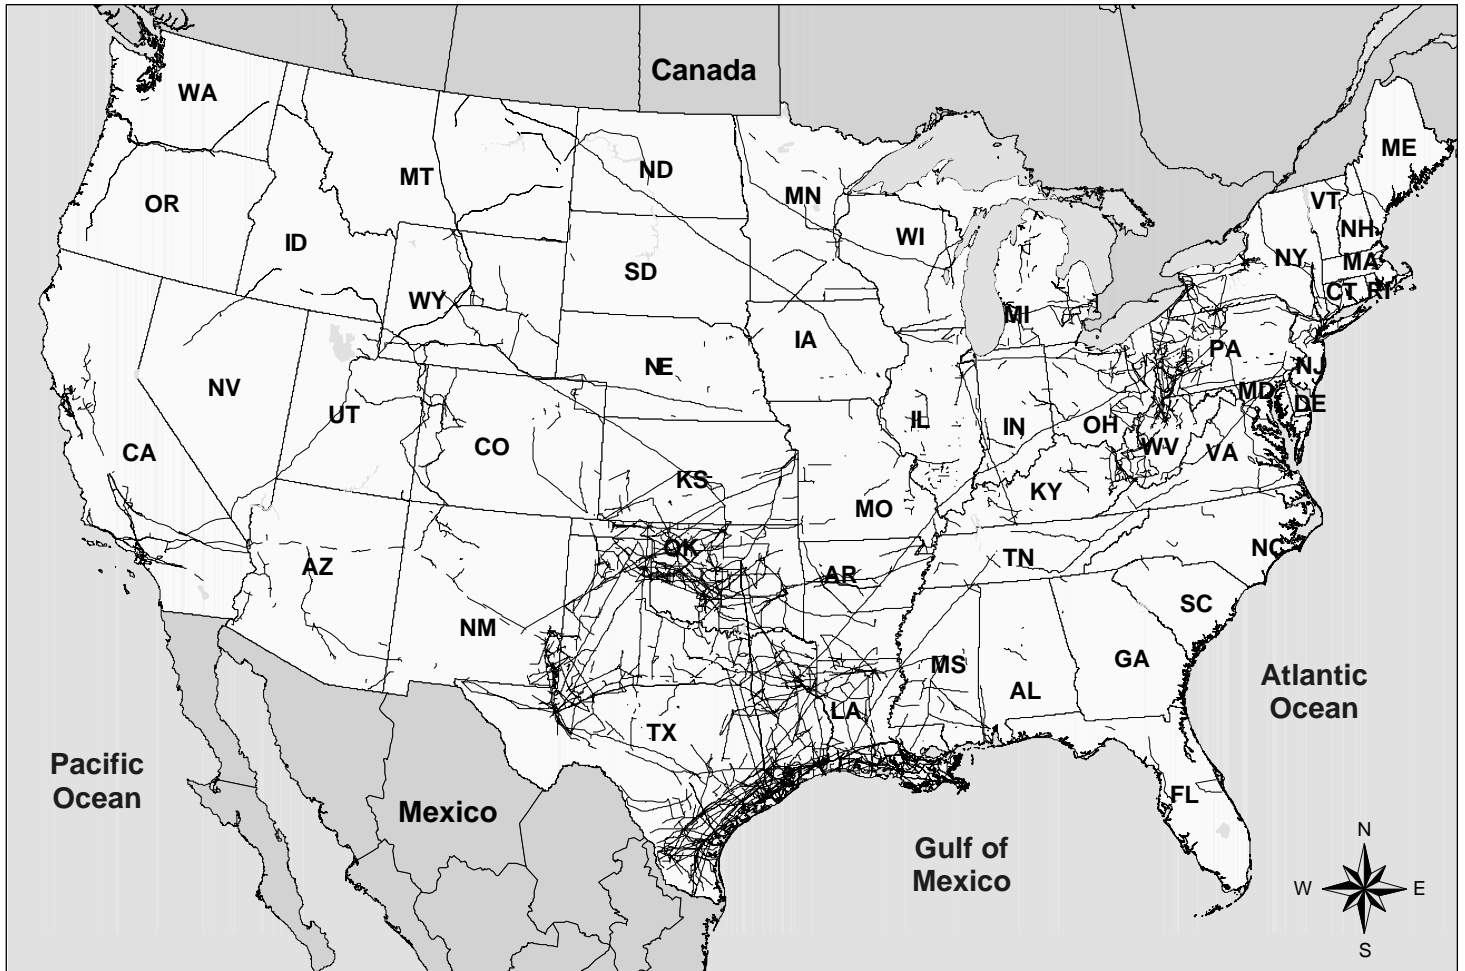 Canada
WA
ME
MT
ND
MN
VT
OR
NH
WI
ID
NY
MA
SD
WY
CT
RI
MI
IA
PA
NE
NJ
NV
MD
DE
UT
IL
IN
OH
CO
WV
CA
VA
KS
KY
MO
OK
NC
TN
AZ
AR
SC
NM
GA
MS
Atlantic
Ocean
AL
LA
TX
Pacific
Ocean
FL
Mexico
Gulf of
Mexico
N
W
E
S